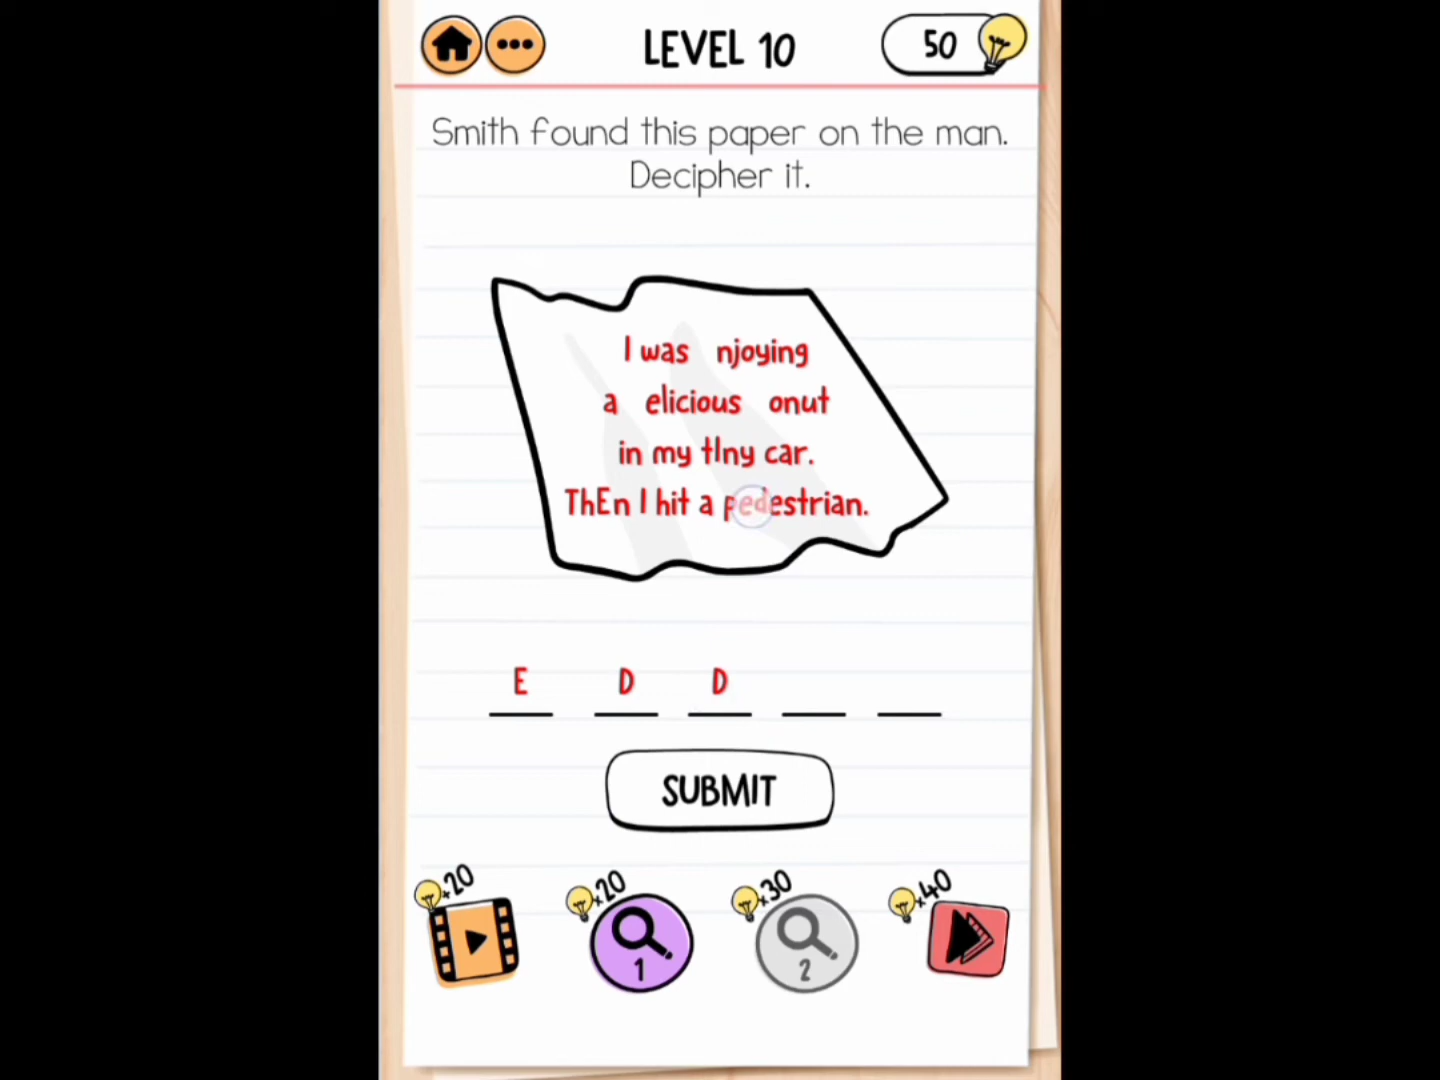 LEVEL 10
50
Smith found this paper on the man.
Decipher it.
I was njoying
a elicious onut
in my tIny car.
ThEn I hit a pedestrian.
E D D
SUBMIT
+20
x20
x30
x40
1
2